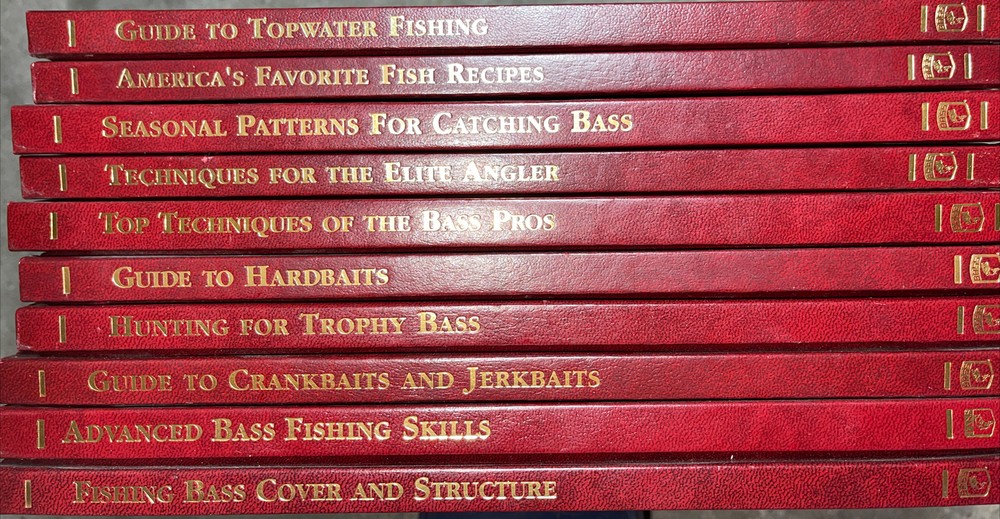 Guide to Topwater Fishing
America's Favorite Fish Recipes
Seasonal Patterns For Catching Bass
Techniques for the Elite Angler
Top Techniques of the Bass Pros
Guide to Hardbaits
Hunting for Trophy Bass
Guide to Crankbaits and Jerkbaits
Advanced Bass Fishing Skills
Fishing Bass Cover and Structure